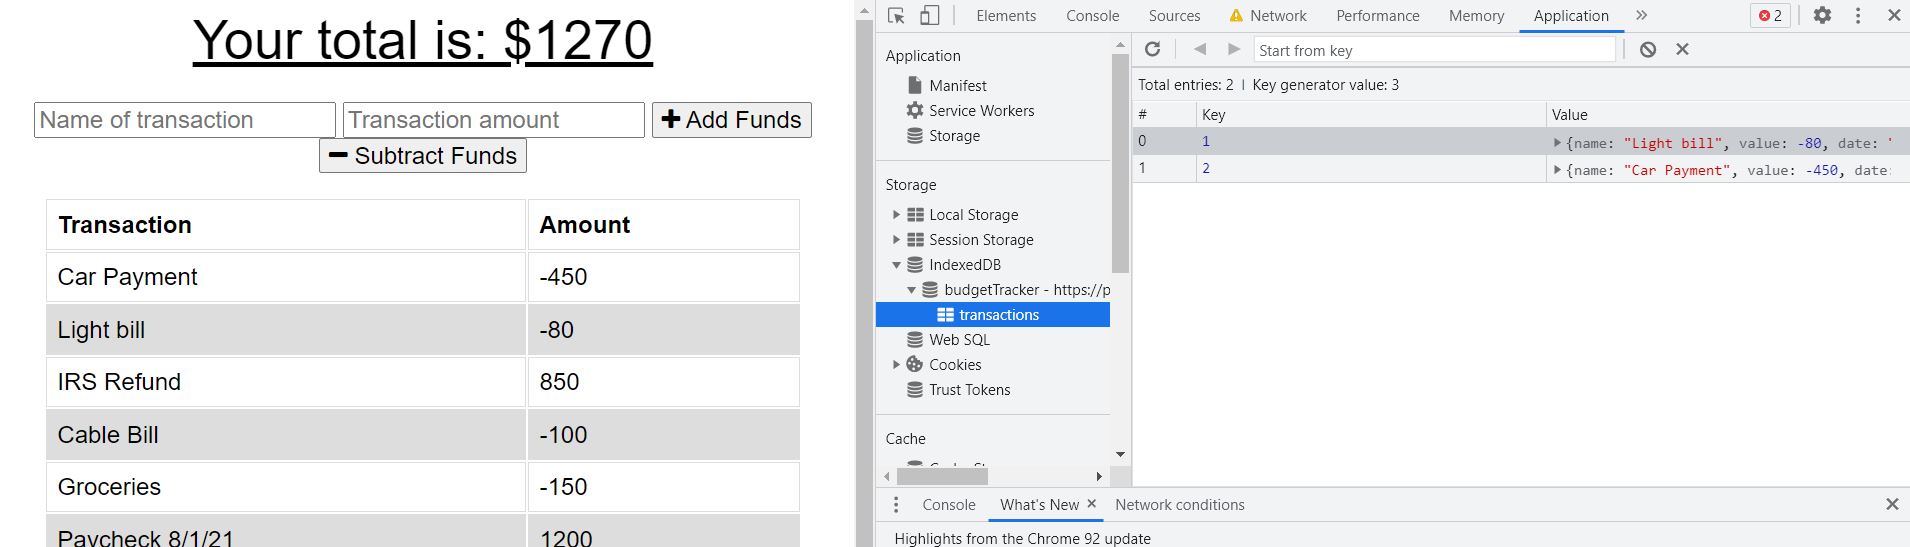 Your total is: $1270
Name of transaction Transaction amount Add Funds
Subtract Funds
Transaction Amount
Car Payment -450
Light bill -80
IRS Refund 850
Cable Bill -100
Groceries -150
Paycheck 8/1/21 1200
Elements Console Sources Network Performance Memory Application 2
Application
Manifest
Service Workers
Storage
Storage
Local Storage
Session Storage
IndexedDB
budgetTracker - https://p
transactions
Web SQL
Cookies
Trust Tokens
Cache
Start from key
Total entries: 2 Key generator value: 3
# Key Value
0 1 {name: "Light bill", value: -80, date: "
1 2 {name: "Car Payment", value: -450, date:
Console What's New Network conditions
Highlights from the Chrome 92 update